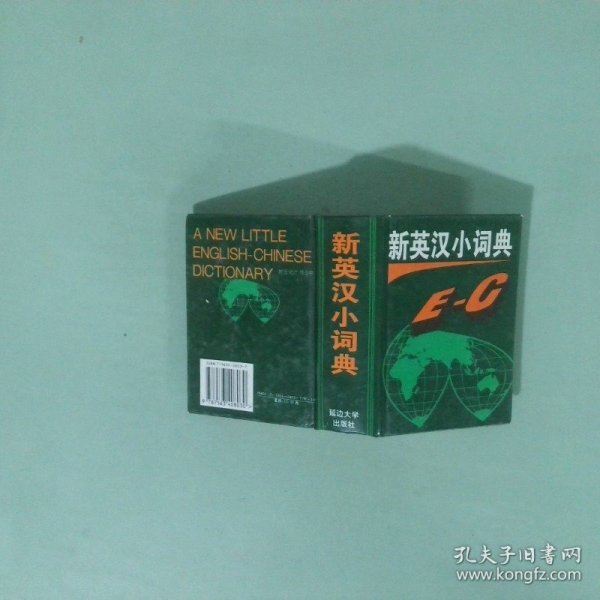 A NEW LITTLE
ENGLISH-CHINESE
DICTIONARY
新英汉小词典
延边大学
出版社
新英汉小词典
E-C
孔夫子旧书网
www.kongfz.com